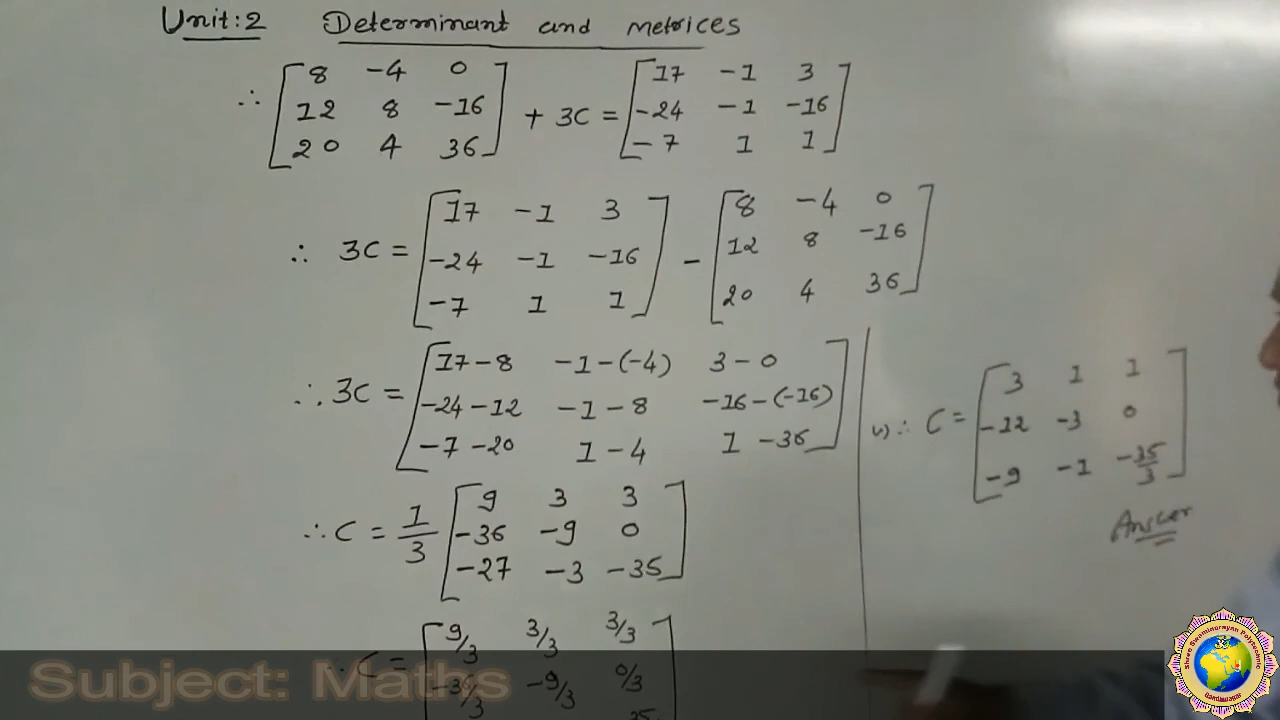 Unit:2 Determinant and metrices
∴ [8 -4 0
12 8 -16
20 4 36] + 3C = [17 -1 3
-24 -1 -16
-7 1 1]
∴ 3C = [17 -1 3
-24 -1 -16
-7 1 1] - [8 -4 0
12 8 -16
20 4 36]
∴ 3C = [17-8 -1-(-4) 3-0
-24-12 -1-8 -16-(-16)
-7-20 1-4 1-36]
∴ C = 1/3 [9 3 3
-36 -9 0
-27 -3 -35]
∴ C = [9/3 3/3 3/3
-36/3 -9/3 0/3
∴ C = [3 1 1
-12 -3 0
-9 -1 -35/3]
Answer
Subject: Maths
Shree Swaminarayan Polytechnic
Gandhinagar